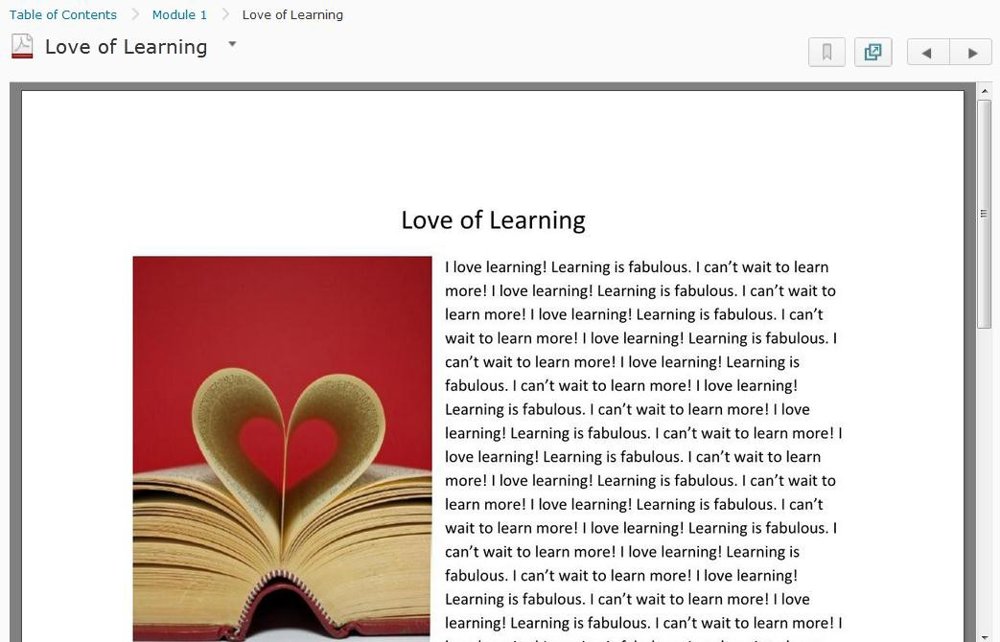 Table of Contents > Module 1 > Love of Learning
Love of Learning
Love of Learning
I love learning! Learning is fabulous. I can’t wait to learn
more! I love learning! Learning is fabulous. I can’t wait to
learn more! I love learning! Learning is fabulous. I can’t
wait to learn more! I love learning! Learning is fabulous. I
can’t wait to learn more! I love learning! Learning is
fabulous. I can’t wait to learn more! I love learning!
Learning is fabulous. I can’t wait to learn more! I love
learning! Learning is fabulous. I can’t wait to learn more! I
love learning! Learning is fabulous. I can’t wait to learn
more! I love learning! Learning is fabulous. I can’t wait to
learn more! I love learning! Learning is fabulous. I can’t
wait to learn more! I love learning! Learning is fabulous. I
can’t wait to learn more! I love learning! Learning is
fabulous. I can’t wait to learn more! I love learning!
Learning is fabulous. I can’t wait to learn more! I love
learning! Learning is fabulous. I can’t wait to learn more! I